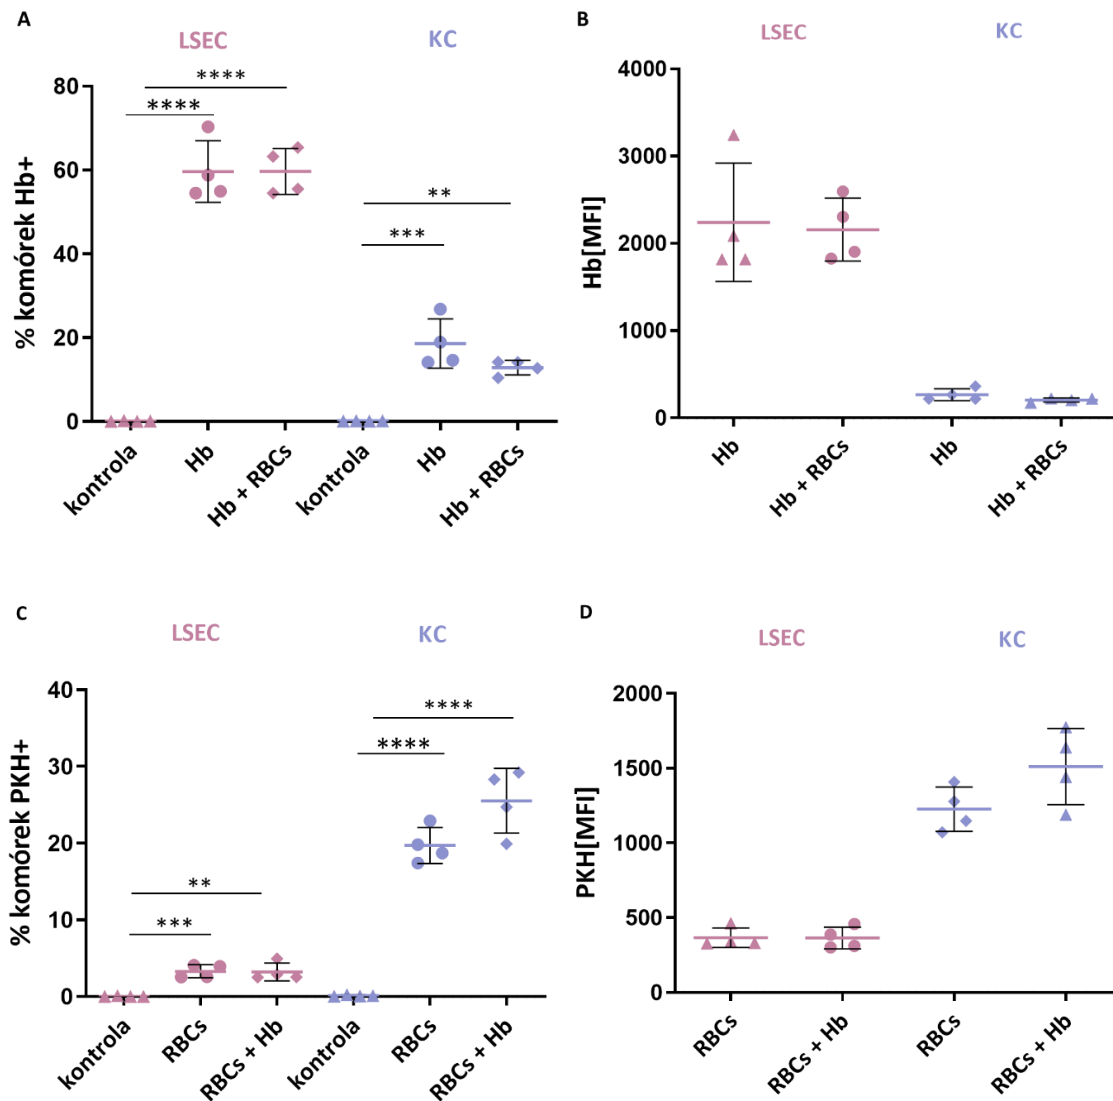 A
LSEC
KC
% komórek Hb+
80
60
40
20
0
****
****
**
***
kontrola
Hb
Hb + RBCs
kontrola
Hb
Hb + RBCs
B
LSEC
KC
Hb[MFI]
4000
3000
2000
1000
0
Hb
Hb + RBCs
Hb
Hb + RBCs
C
LSEC
KC
% komórek PKH+
40
30
20
10
0
****
****
**
***
kontrola
RBCs
RBCs + Hb
kontrola
RBCs
RBCs + Hb
D
LSEC
KC
PKH[MFI]
2000
1500
1000
500
0
RBCs
RBCs + Hb
RBCs
RBCs + Hb